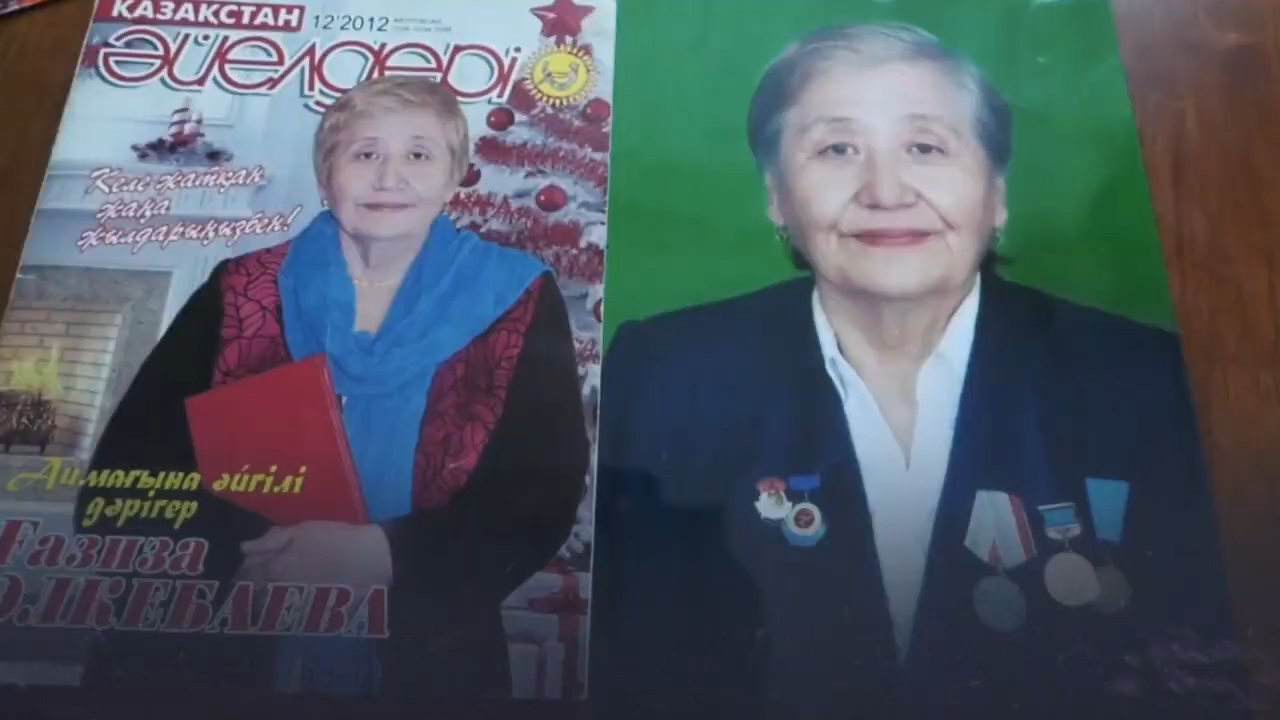 ҚАЗАҚСТАН 12'2012
әйелдері
Келе жатқан
жаңа
жылдарыңызбен!
Аймағына әйгілі
дәрігер
Ғазиза
ӨЛКЕБАЕВА